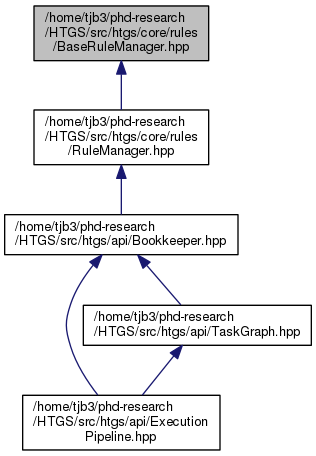 /home/tjb3/phd-research
/HTGS/src/htgs/core/rules
/BaseRuleManager.hpp
/home/tjb3/phd-research
/HTGS/src/htgs/core/rules
/RuleManager.hpp
/home/tjb3/phd-research
/HTGS/src/htgs/api/Bookkeeper.hpp
/home/tjb3/phd-research
/HTGS/src/htgs/api/TaskGraph.hpp
/home/tjb3/phd-research
/HTGS/src/htgs/api/Execution
Pipeline.hpp